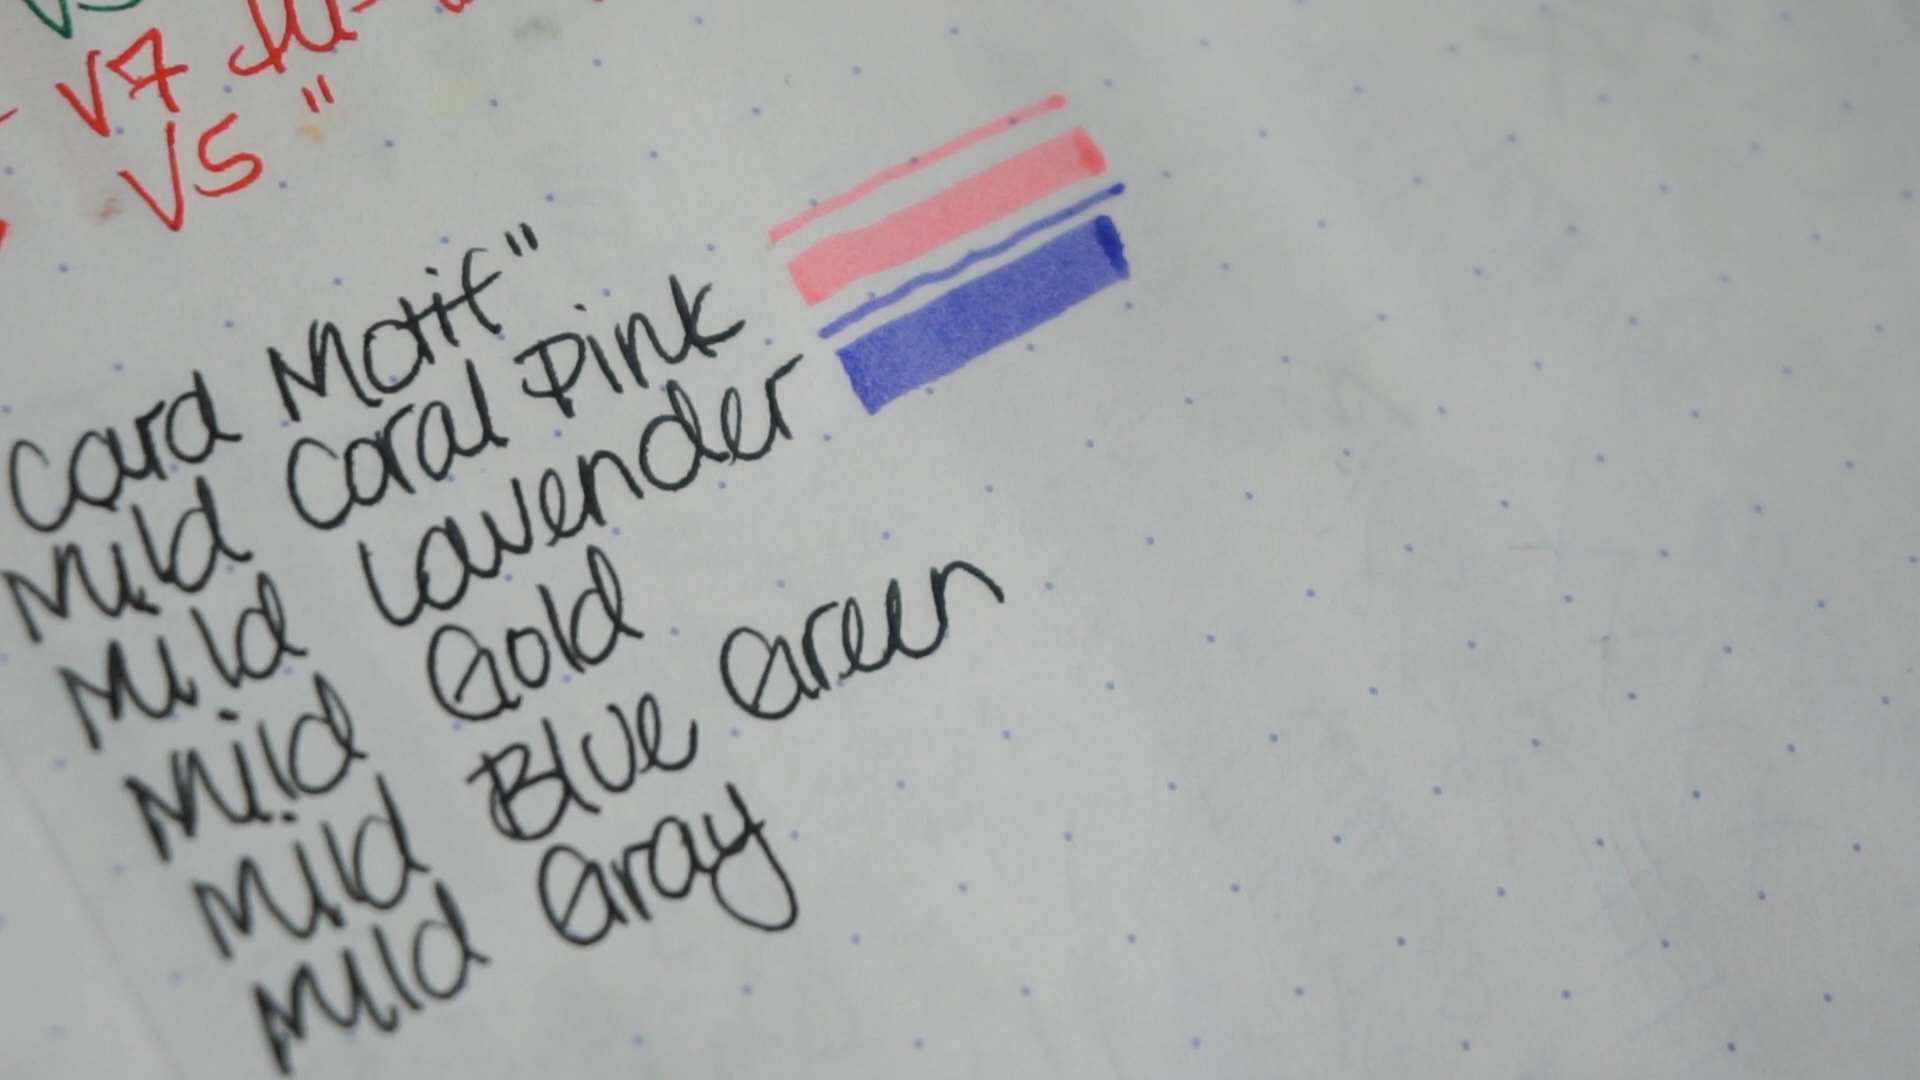 V7
V5 "
Card Motif"
Mild Coral Pink
Mild Lavender
Mild Gold
Mild Blue Green
Mild Gray